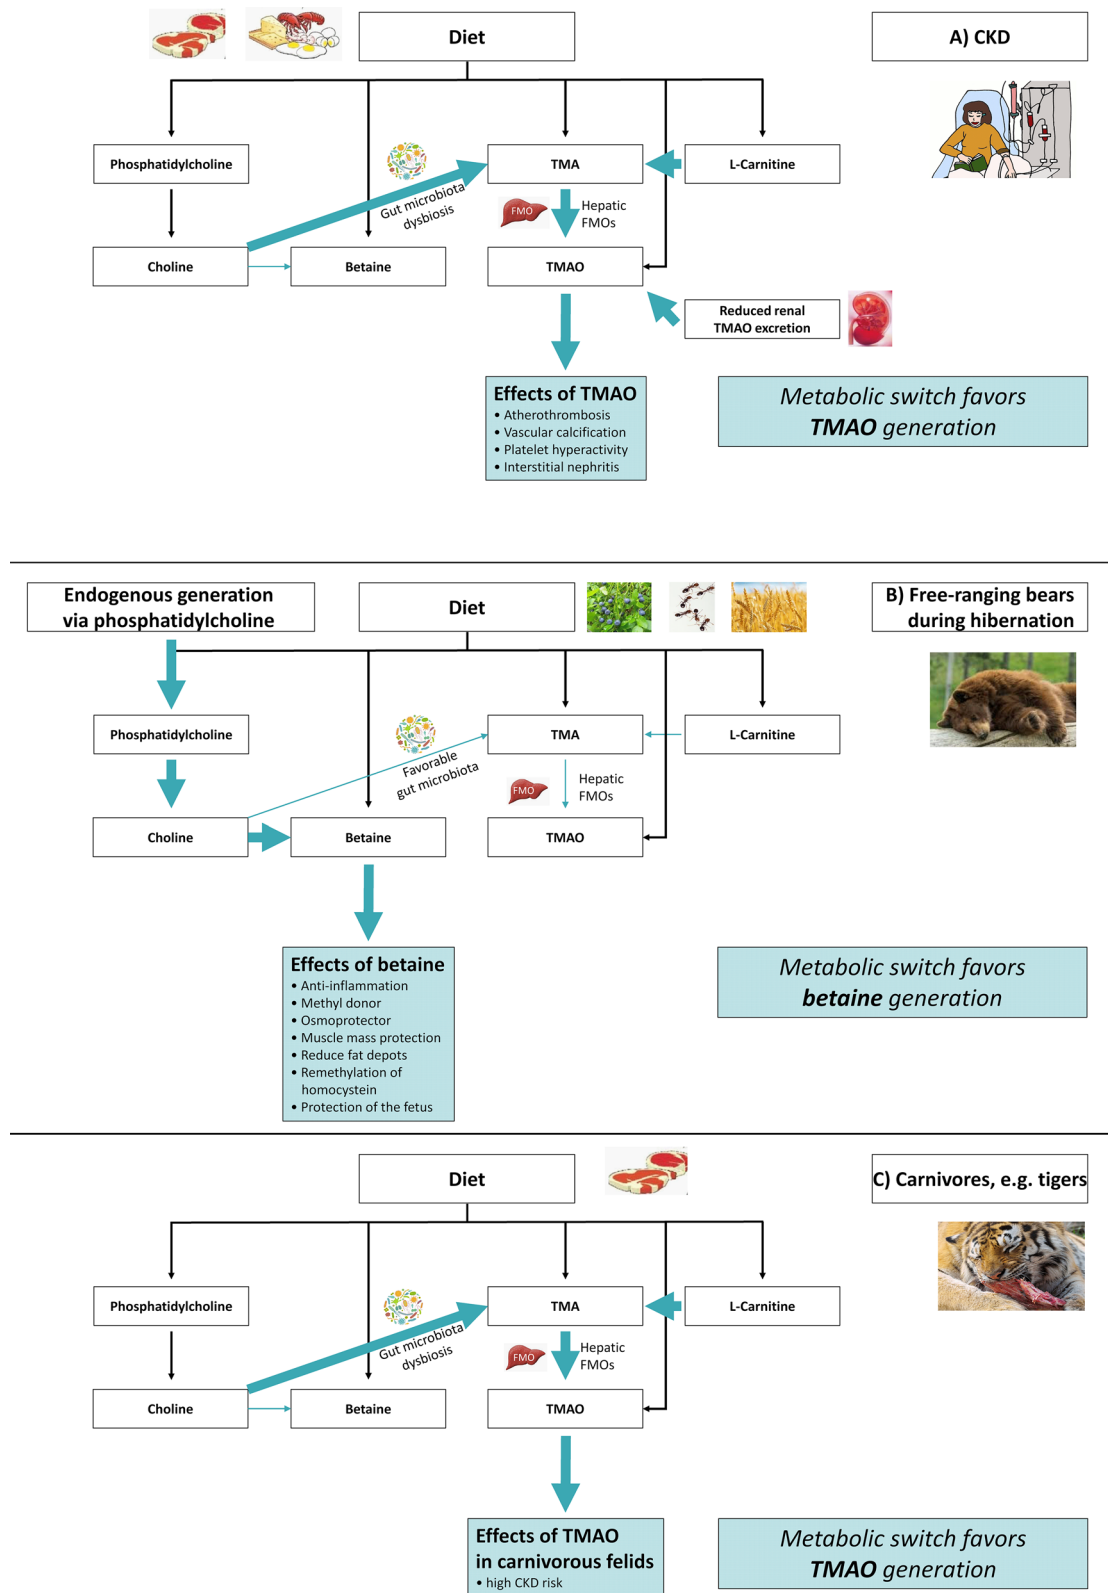 Diet
A) CKD
Phosphatidylcholine
TMA
L-Carnitine
Gut microbiota
dysbiosis
FMO
Hepatic
FMOs
Choline
Betaine
TMAO
Reduced renal
TMAO excretion
Effects of TMAO
• Atherothrombosis
• Vascular calcification
• Platelet hyperactivity
• Interstitial nephritis
Metabolic switch favors
TMAO generation
Endogenous generation
via phosphatidylcholine
Diet
B) Free-ranging bears
during hibernation
Phosphatidylcholine
TMA
L-Carnitine
Favorable
gut microbiota
FMO
Hepatic
FMOs
Choline
Betaine
TMAO
Effects of betaine
• Anti-inflammation
• Methyl donor
• Osmoprotector
• Muscle mass protection
• Reduce fat depots
• Remethylation of
homocystein
• Protection of the fetus
Metabolic switch favors
betaine generation
Diet
C) Carnivores, e.g. tigers
Phosphatidylcholine
TMA
L-Carnitine
Gut microbiota
dysbiosis
FMO
Hepatic
FMOs
Choline
Betaine
TMAO
Effects of TMAO
in carnivorous felids
• high CKD risk
Metabolic switch favors
TMAO generation